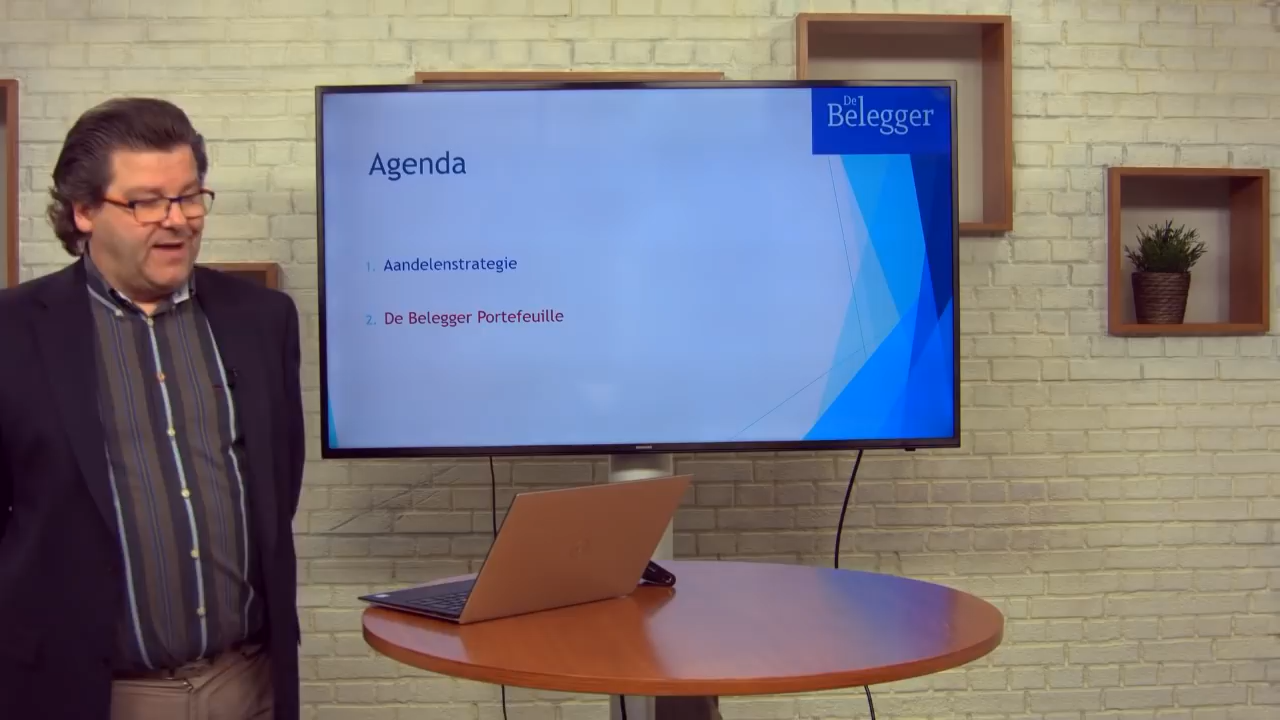 De
Belegger
Agenda
1. Aandelenstrategie
2. De Belegger Portefeuille